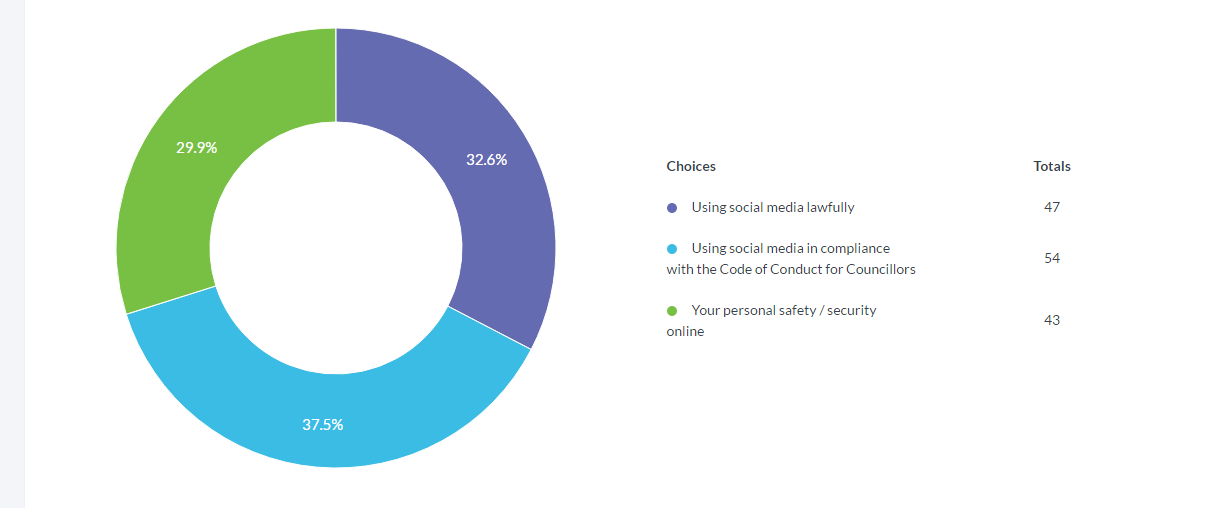 29.9%
32.6%
37.5%
Choices Totals
Using social media lawfully 47
Using social media in compliance
with the Code of Conduct for Councillors 54
Your personal safety / security
online 43